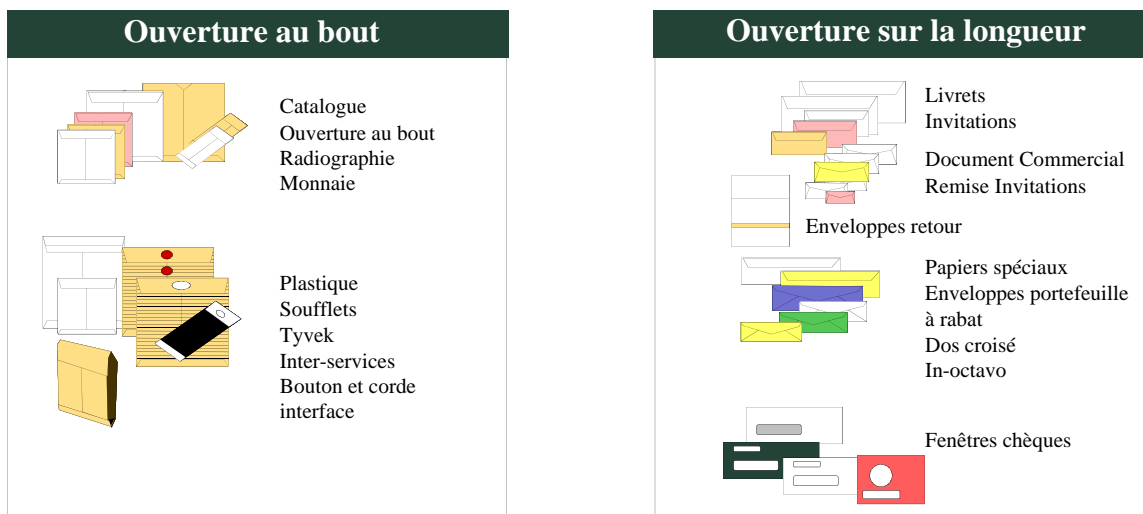 Ouverture au bout
Catalogue
Ouverture au bout
Radiographie
Monnaie
Plastique
Soufflets
Tyvek
Inter-services
Bouton et corde
interface
Ouverture sur la longueur
Livrets
Invitations
Document Commercial
Remise Invitations
Enveloppes retour
Papiers spéciaux
Enveloppes portefeuille
à rabat
Dos croisé
In-octavo
Fenêtres chèques